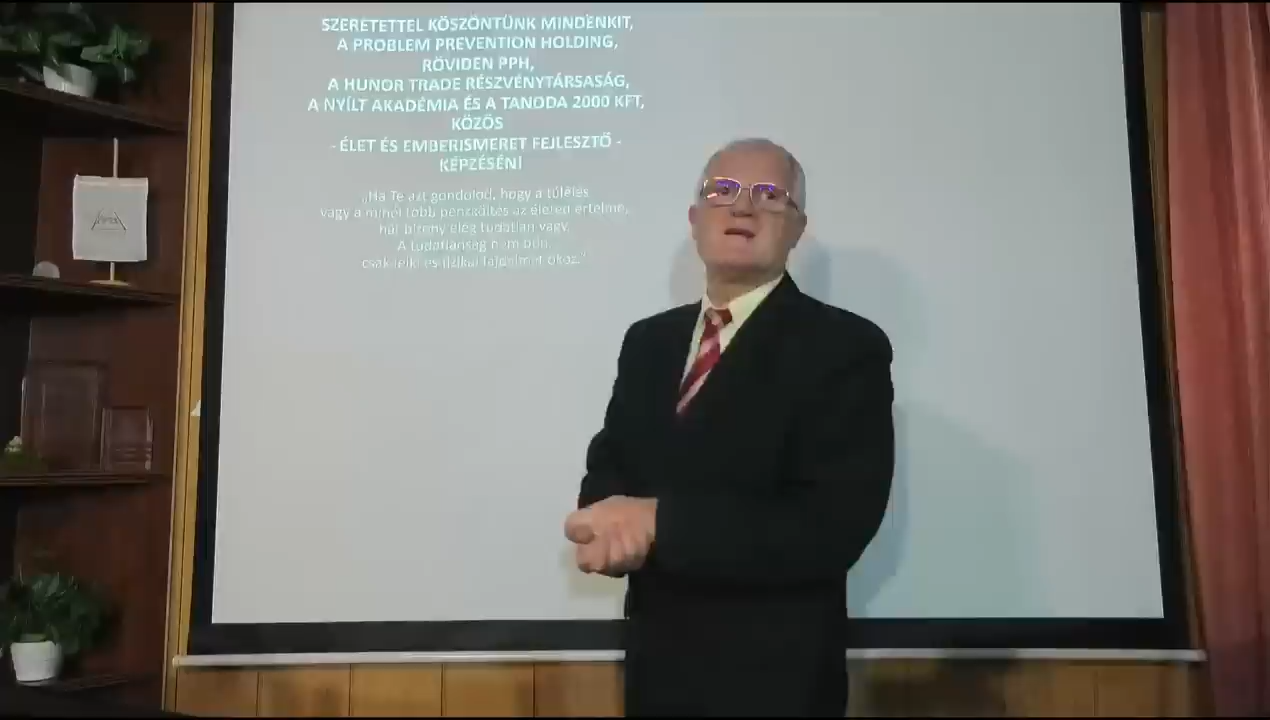 SZERETETTEL KÖSZÖNTÜNK MINDENKIT,
A PROBLEM PREVENTION HOLDING,
RÖVIDEN PPH,
A HUNOR TRADE RÉSZVÉNYTÁRSASÁG,
A NYÍLT AKADÉMIA ÉS A TANODA 2000 KFT,
KÖZÖS
- ÉLET ÉS EMBERISMERET FEJLESZTŐ -
KÉPZÉSÉN!
„Ha Te azt gondolod, hogy a túlélés
vagy a minél több pénzköltés az életed értelme,
hát bizony elég tudatlan vagy.
A tudatlanság nem bűn,
csak lelki és fizikai fájdalmat okoz."